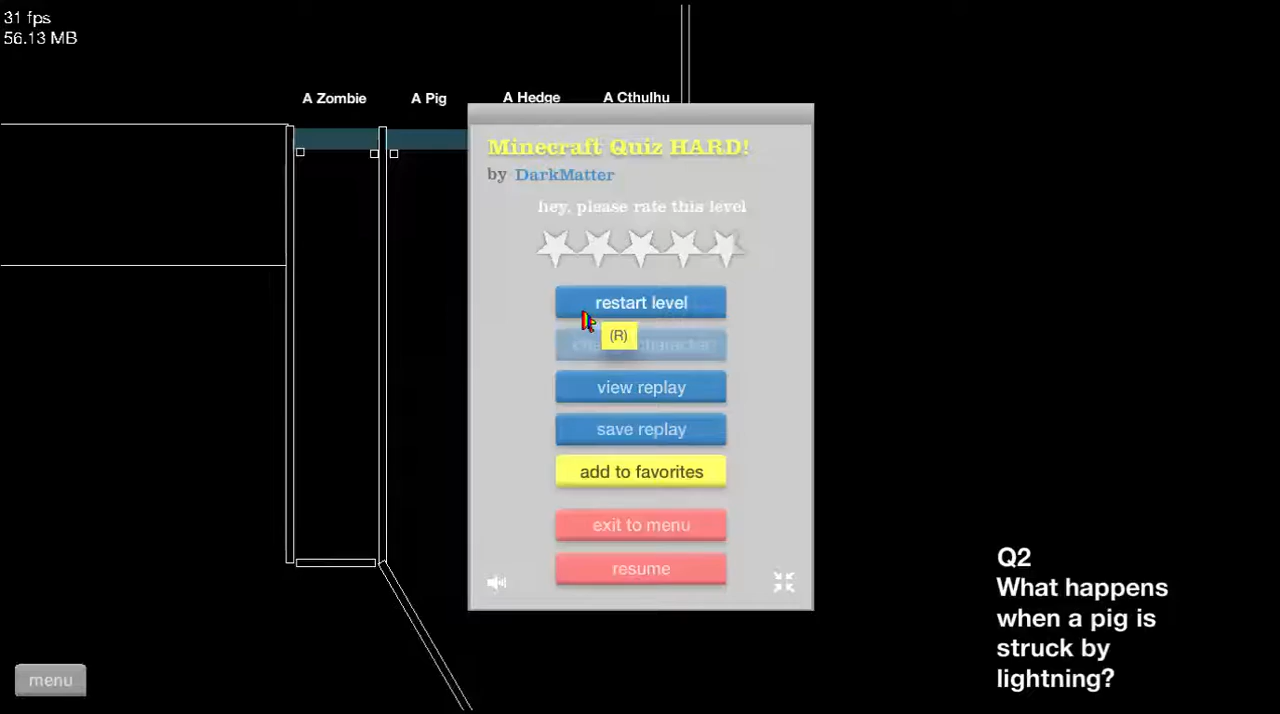 31 fps
56.13 MB
A Zombie
A Pig
A Hedge
A Cthulhu
Minecraft Quiz HARD!
by DarkMatter
hey, please rate this level
restart level
(R)
character
view replay
save replay
add to favorites
exit to menu
resume
menu
Q2
What happens
when a pig is
struck by
lightning?